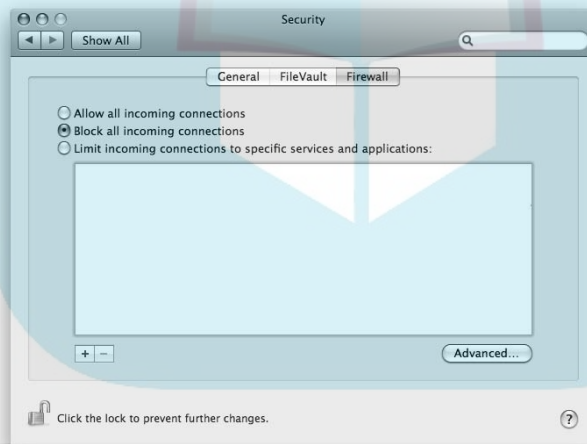 Security
Show All
General FileVault Firewall
Allow all incoming connections
Block all incoming connections
Limit incoming connections to specific services and applications:
+ −
Advanced...
Click the lock to prevent further changes.
?